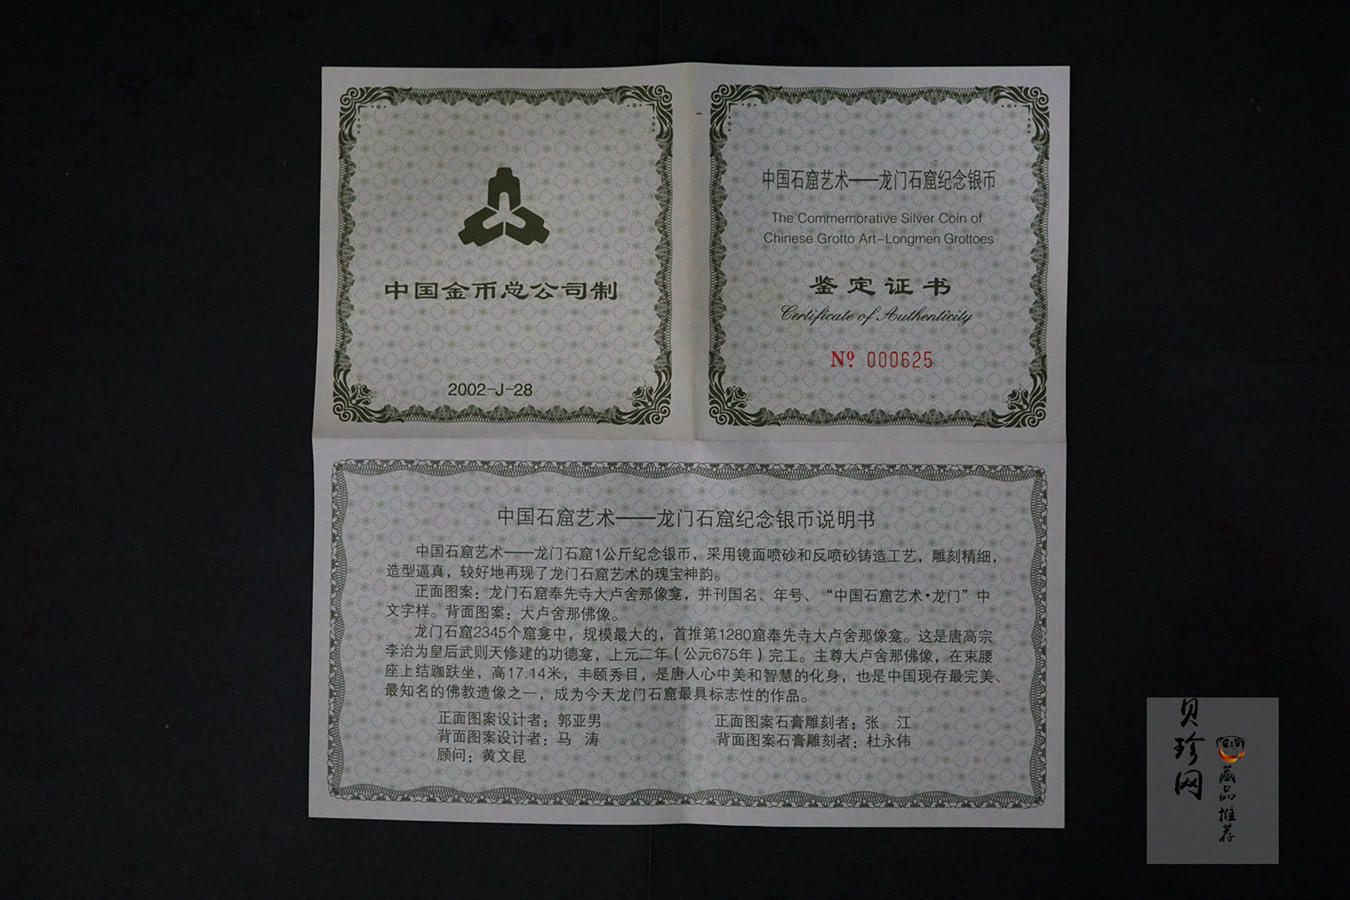 中国金币总公司制
2002-J-28
中国石窟艺术——龙门石窟纪念银币
The Commemorative Silver Coin of
Chinese Grotto Art-Longmen Grottoes
鉴定证书
Certificate of Authenticity
Nº 000625
中国石窟艺术——龙门石窟纪念银币说明书
中国石窟艺术——龙门石窟1公斤纪念银币，采用镜面喷砂和反喷砂铸造工艺，雕刻精细，
造型逼真，较好地再现了龙门石窟艺术的瑰宝神韵。
正面图案：龙门石窟奉先寺大卢舍那像龛，并刊国名、年号、“中国石窟艺术·龙门”中
文字样。背面图案：大卢舍那佛像。
龙门石窟2345个窟龛中，规模最大的，首推第1280窟奉先寺大卢舍那像龛。这是唐高宗
李治为皇后武则天修建的功德龛，上元二年（公元675年）完工。主尊大卢舍那佛像，在束腰
座上结跏趺坐，高17.14米，丰颐秀目，是唐人心中美和智慧的化身，也是中国现存最完美、
最知名的佛教造像之一，成为今天龙门石窟最具标志性的作品。
正面图案设计者：郭亚男 正面图案石膏雕刻者：张 江
背面图案设计者：马 涛 背面图案石膏雕刻者：杜永伟
顾问：黄文昆
贝珍网
藏品推荐